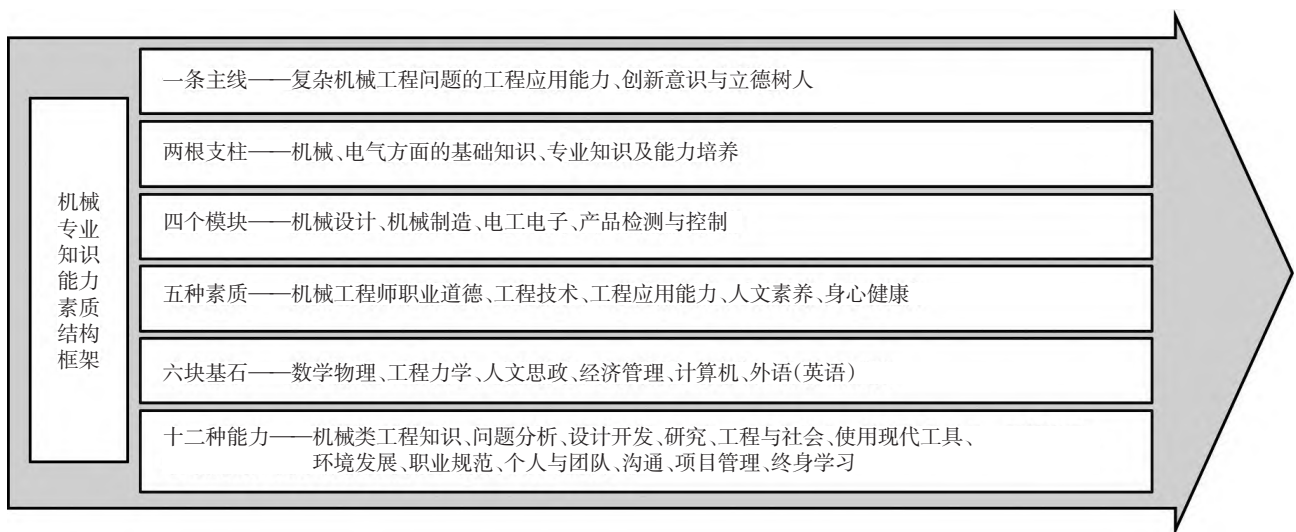 机械
专业
知识
能力
素质
结构
框架
一条主线——复杂机械工程问题的工程应用能力、创新意识与立德树人
两根支柱——机械、电气方面的基础知识、专业知识及能力培养
四个模块——机械设计、机械制造、电工电子、产品检测与控制
五种素质——机械工程师职业道德、工程技术、工程应用能力、人文素养、身心健康
六块基石——数学物理、工程力学、人文思政、经济管理、计算机、外语(英语)
十二种能力——机械类工程知识、问题分析、设计开发、研究、工程与社会、使用现代工具、
环境发展、职业规范、个人与团队、沟通、项目管理、终身学习